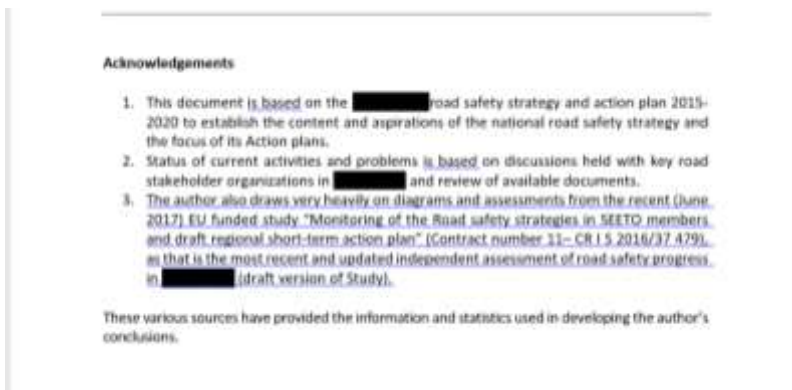 Acknowledgements
1. This document is based on the road safety strategy and action plan 2015-
2020 to establish the content and aspirations of the national road safety strategy and
the focus of its Action plans.
2. Status of current activities and problems is based on discussions held with key road
stakeholder organizations in and review of available documents.
3. The author also draws very heavily on diagrams and assessments from the recent (June
2017) EU funded study "Monitoring of the Road safety strategies in SEETO members
and draft regional short-term action plan" (Contract number 11– CR I S 2016/37 479),
as that is the most recent and updated independent assessment of road safety progress
in (draft version of Study).
These various sources have provided the information and statistics used in developing the author's
conclusions.